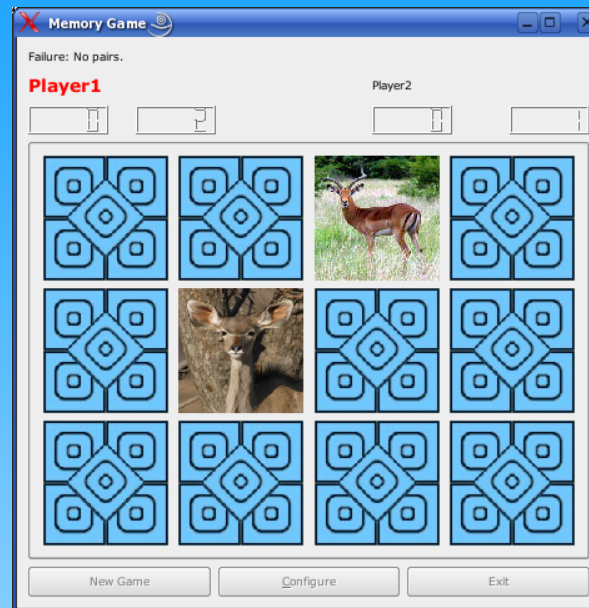 Memory Game
Failure: No pairs.
Player1 Player2
0 2 0 1
New Game Configure Exit